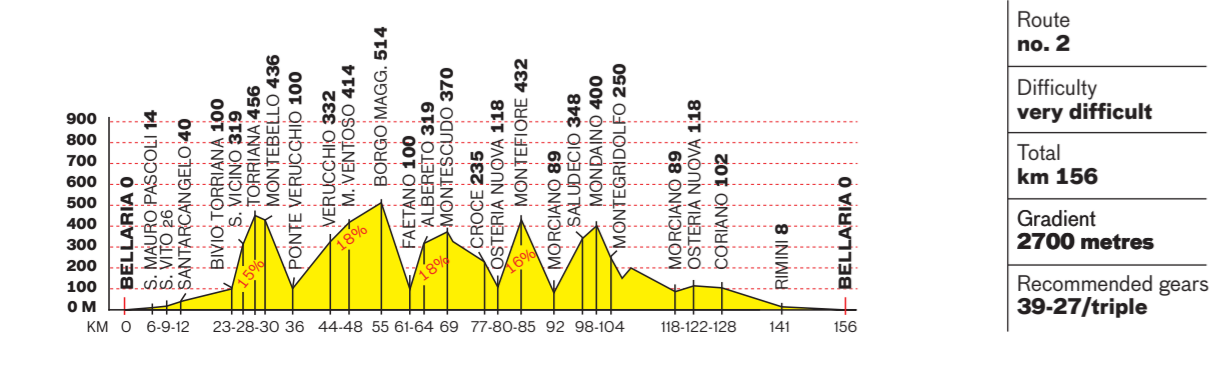 900
800
700
600
500
400
300
200
100
0 M
BELLARIA 0
S. MAURO PASCOLI 14
S. VITO 26
SANTARCANGELO 40
BIVIO TORRIANA 100
S. VICINO 319
TORRIANA 456
MONTEBELLO 436
PONTE VERUCCHIO 100
VERUCCHIO 332
M. VENTOSO 414
BORGO MAGG. 514
FAETANO 100
ALBERETO 319
MONTESCUDO 370
CROCE 235
OSTERIA NUOVA 118
MONTEFIORE 432
MORCIANO 89
SALUDECIO 348
MONDAINO 400
MONTEGRIDOLFO 250
MORCIANO 89
OSTERIA NUOVA 118
CORIANO 102
RIMINI 8
BELLARIA 0
15%
18%
18%
16%
KM 0 6-9-12 23-28-30 36 44-48 55 61-64 69 77-80-85 92 98-104 118-122-128 141 156
Route
no. 2
Difficulty
very difficult
Total
km 156
Gradient
2700 metres
Recommended gears
39-27/triple